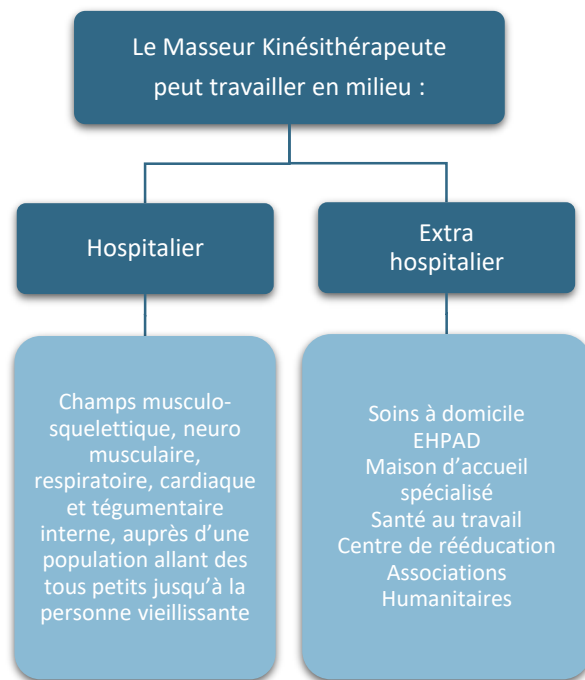 Le Masseur Kinésithérapeute
peut travailler en milieu :
Hospitalier
Champs musculo-
squelettique, neuro
musculaire,
respiratoire, cardiaque
et tégumentaire
interne, auprès d'une
population allant des
tous petits jusqu'à la
personne vieillissante
Extra
hospitalier
Soins à domicile
EHPAD
Maison d'accueil
spécialisé
Santé au travail
Centre de rééducation
Associations
Humanitaires